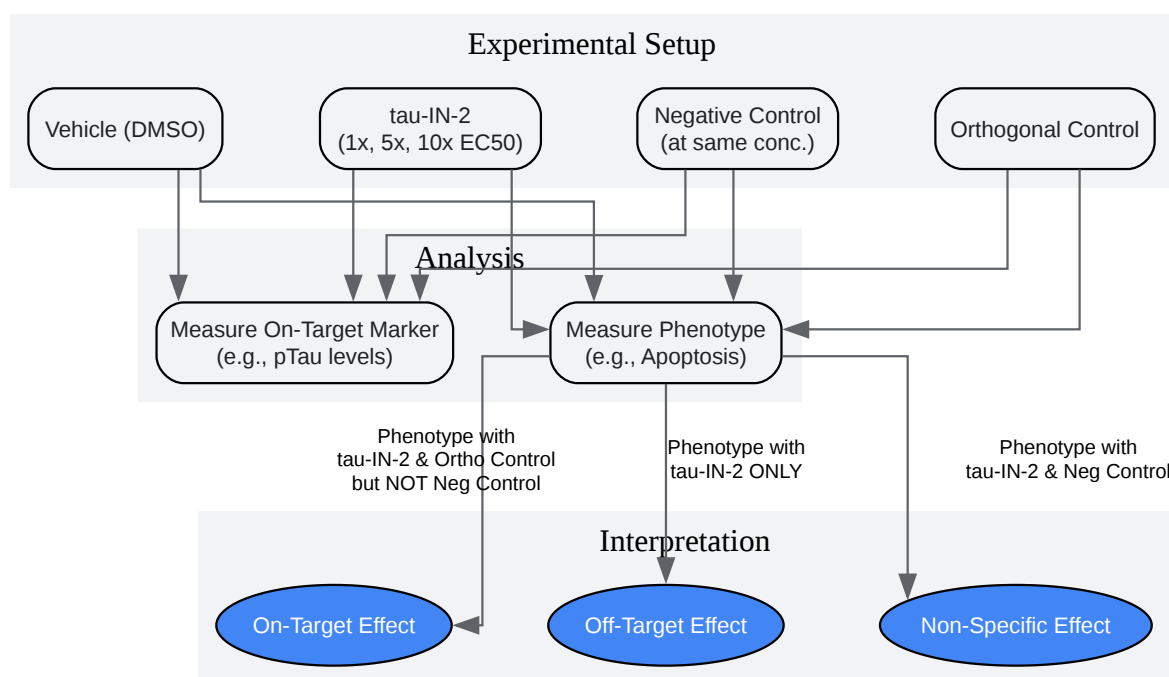 Experimental Setup
Vehicle (DMSO)
tau-IN-2
(1x, 5x, 10x EC50)
Negative Control
(at same conc.)
Orthogonal Control
Analysis
Measure On-Target Marker
(e.g., pTau levels)
Measure Phenotype
(e.g., Apoptosis)
Phenotype with
tau-IN-2 & Ortho Control
but NOT Neg Control
Phenotype with
tau-IN-2 ONLY
Phenotype with
tau-IN-2 & Neg Control
Interpretation
On-Target Effect
Off-Target Effect
Non-Specific Effect